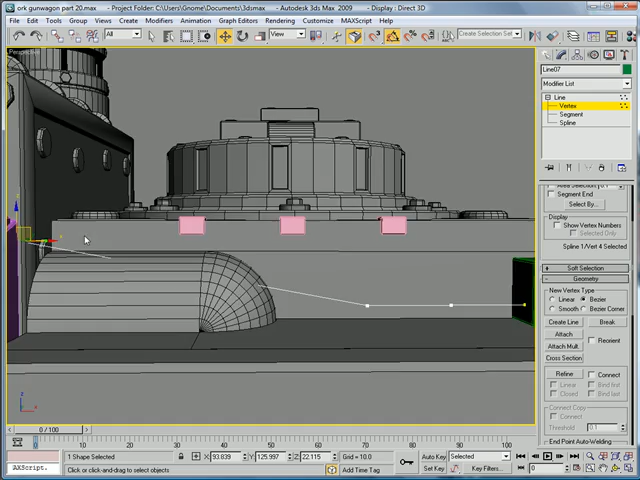 ork gunwagon part 20.max - Project Folder: C:\Users\Gnome\Documents\3dsmax - Autodesk 3ds Max 2009 - Display : Direct 3D
File Edit Tools Group Views Create Modifiers Animation Graph Editors Rendering Customize MAXScript Help
All View Create Selection Set
Perspective
Line07
Modifier List
Line
Vertex
Segment
Spline
Segment End
Select By...
Display
Show Vertex Numbers
Selected Only
Spline 1/Vert 4 Selected
Soft Selection
Geometry
New Vertex Type
Linear Bezier
Smooth Bezier Corner
Create Line Break
Attach
Reorient
Attach Mult.
Cross Section
Refine Connect
Linear Bind first
Closed Bind last
Connect Copy
Connect
Threshold 0.1
End Point Auto-Welding
0 / 100
0 10 20 30 40 50 60 70 80 90 100
1 Shape Selected X: 93.839 Y: 125.997 Z: 22.115 Grid = 10.0 Auto Key Selected
AXScript. Click or click-and-drag to select objects Add Time Tag Set Key Key Filters... 0